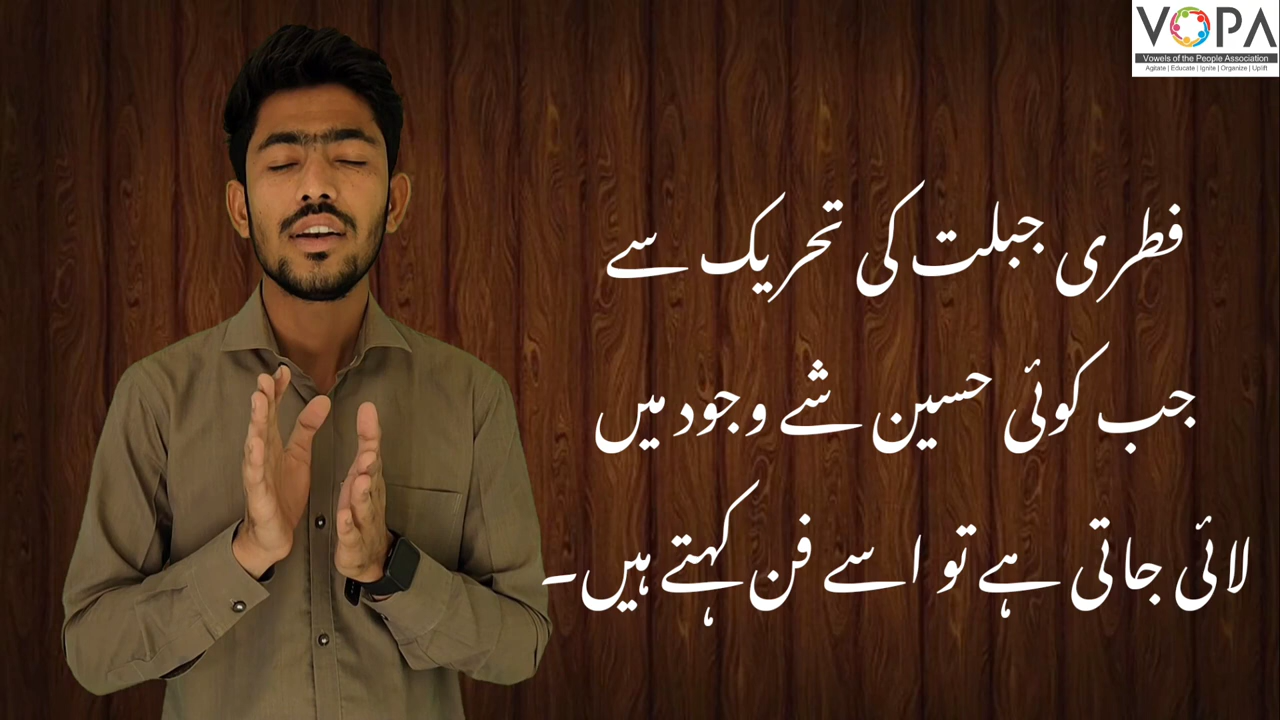 VOPA
Vowels of the People Association
Agitate | Educate | Ignite | Organize | Uplift
فطری جبلت کی تحریک سے
جب کوئی حسین شے وجود میں
لائی جاتی ہے تو اسے فن کہتے ہیں۔